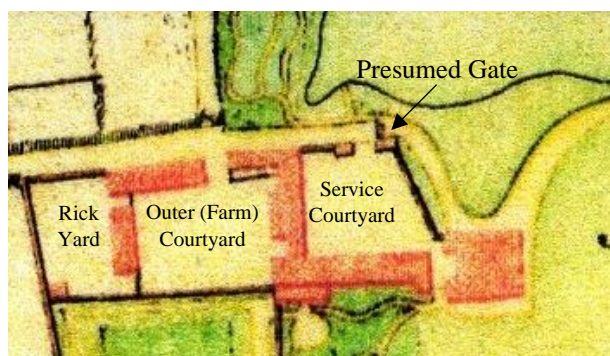 Presumed Gate
Rick
Yard
Outer (Farm)
Courtyard
Service
Courtyard